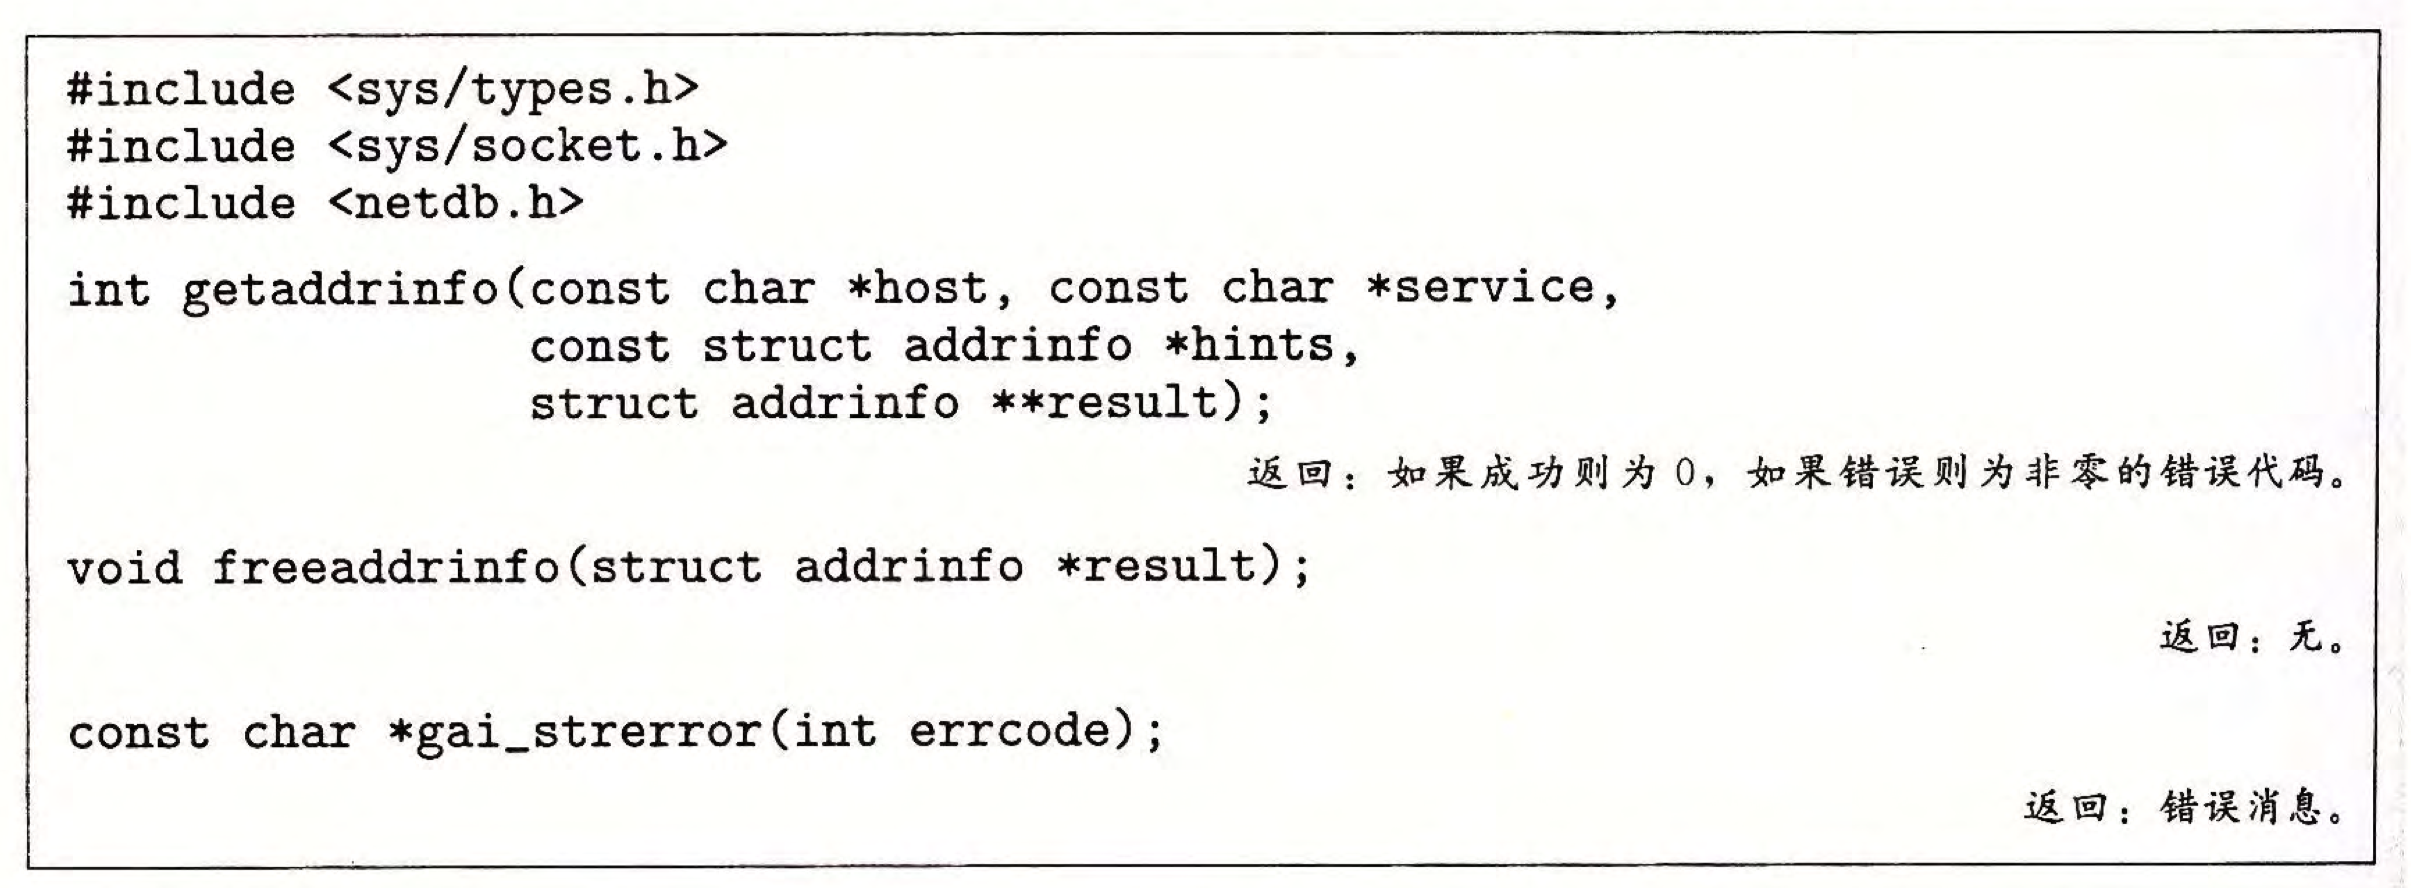 #include <sys/types.h>
#include <sys/socket.h>
#include <netdb.h>
int getaddrinfo(const char *host, const char *service,
const struct addrinfo *hints,
struct addrinfo **result);
返回：如果成功则为 0，如果错误则为非零的错误代码。
void freeaddrinfo(struct addrinfo *result);
返回：无。
const char *gai_strerror(int errcode);
返回：错误消息。